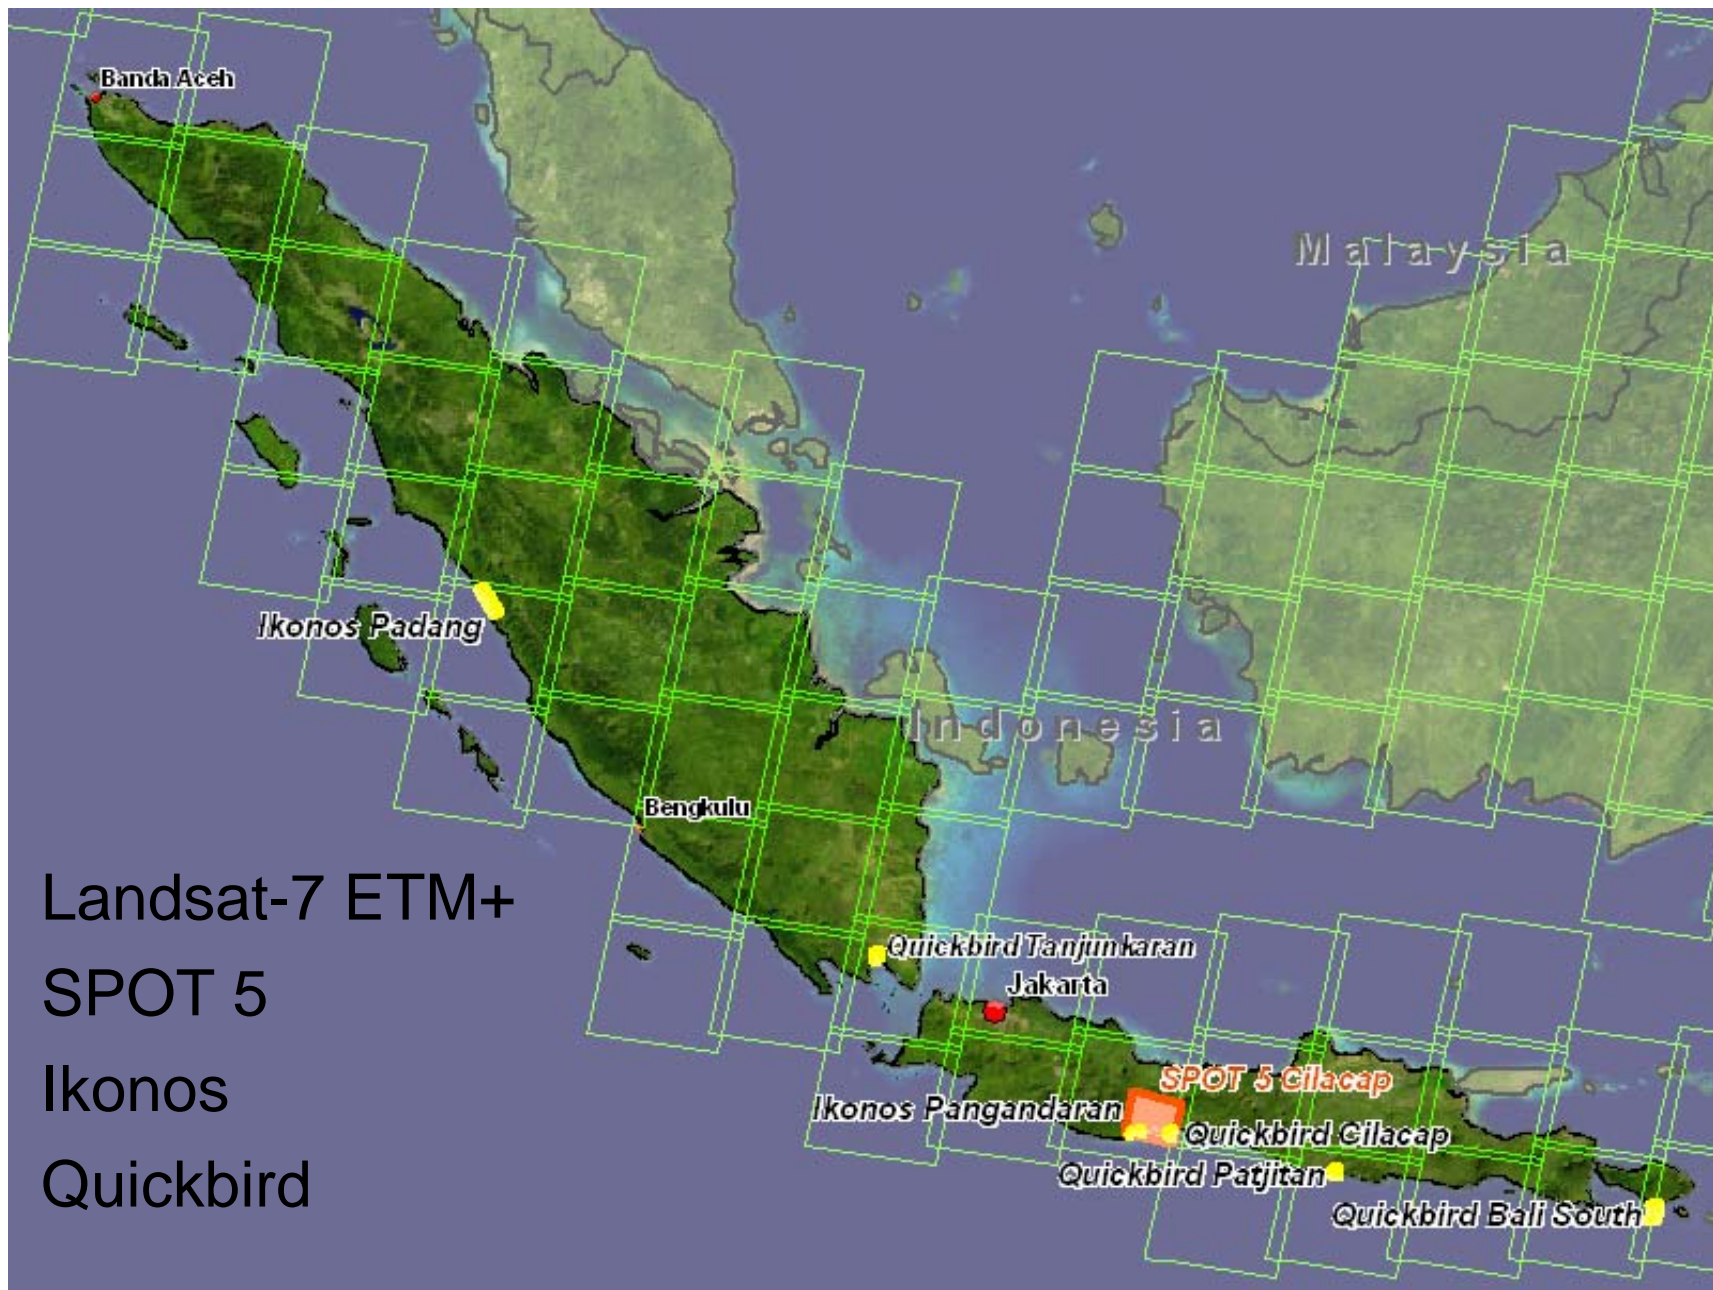 Banda Aceh
Malaysia
Ikonos Padang
Indonesia
Bengkulu
Landsat-7 ETM+
SPOT 5
Ikonos
Quickbird
Quickbird Tanjunkaran
Jakarta
SPOT 5 Cilacap
Ikonos Pangandaran
Quickbird Cilacap
Quickbird Patjitan
Quickbird Bali South